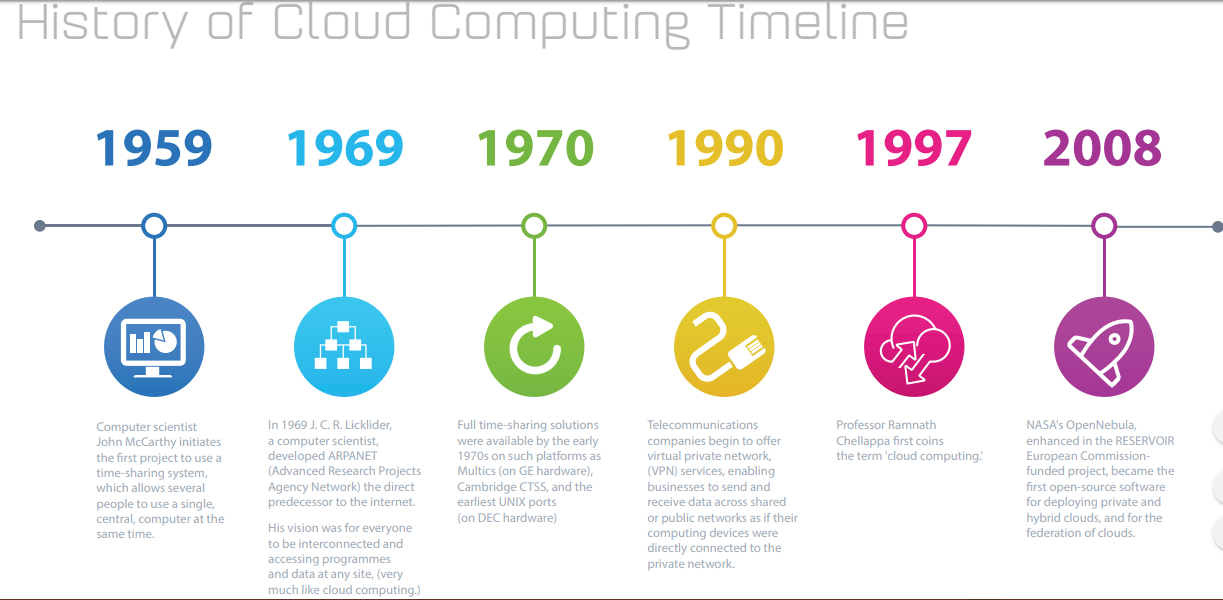 History of Cloud Computing Timeline
1959
1969
1970
1990
1997
2008
Computer scientist
John McCarthy initiates
the first project to use a
time-sharing system,
which allows several
people to use a single,
central, computer at the
same time.
In 1969 J. C. R. Licklider,
a computer scientist,
developed ARPANET
(Advanced Research Projects
Agency Network) the direct
predecessor to the internet.
His vision was for everyone
to be interconnected and
accessing programmes
and data at any site, (very
much like cloud computing.)
Full time-sharing solutions
were available by the early
1970s on such platforms as
Multics (on GE hardware),
Cambridge CTSS, and the
earliest UNIX ports
(on DEC hardware)
Telecommunications
companies begin to offer
virtual private network,
(VPN) services, enabling
businesses to send and
receive data across shared
or public networks as if their
computing devices were
directly connected to the
private network.
Professor Ramnath
Chellappa first coins
the term 'cloud computing.'
NASA's OpenNebula,
enhanced in the RESERVOIR
European Commission-
funded project, became the
first open-source software
for deploying private and
hybrid clouds, and for the
federation of clouds.